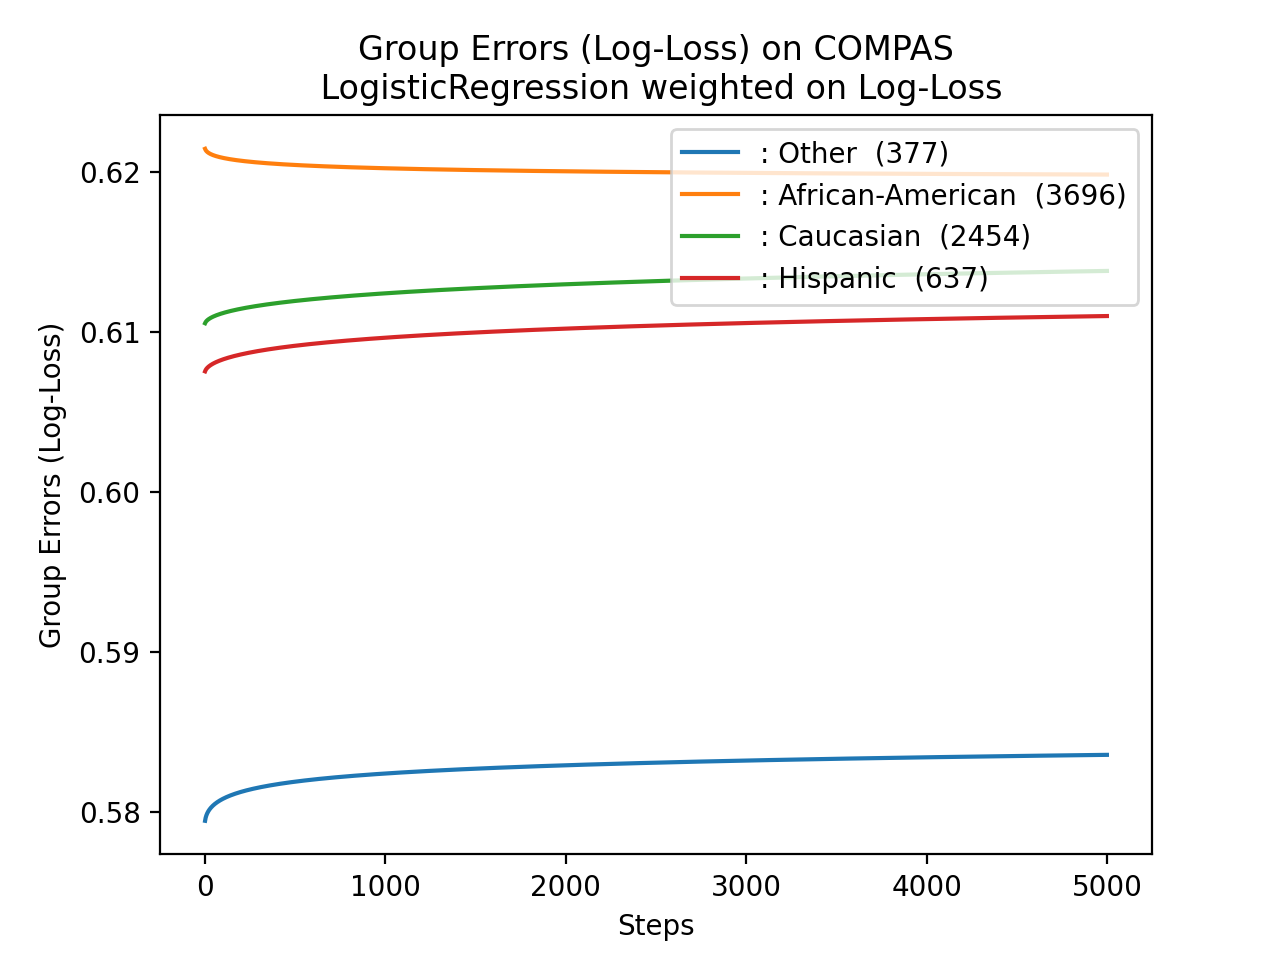 Group Errors (Log-Loss) on COMPAS
LogisticRegression weighted on Log-Loss
: Other (377)
: African-American (3696)
: Caucasian (2454)
: Hispanic (637)
Group Errors (Log-Loss)
0.62
0.61
0.60
0.59
0.58
0 1000 2000 3000 4000 5000
Steps